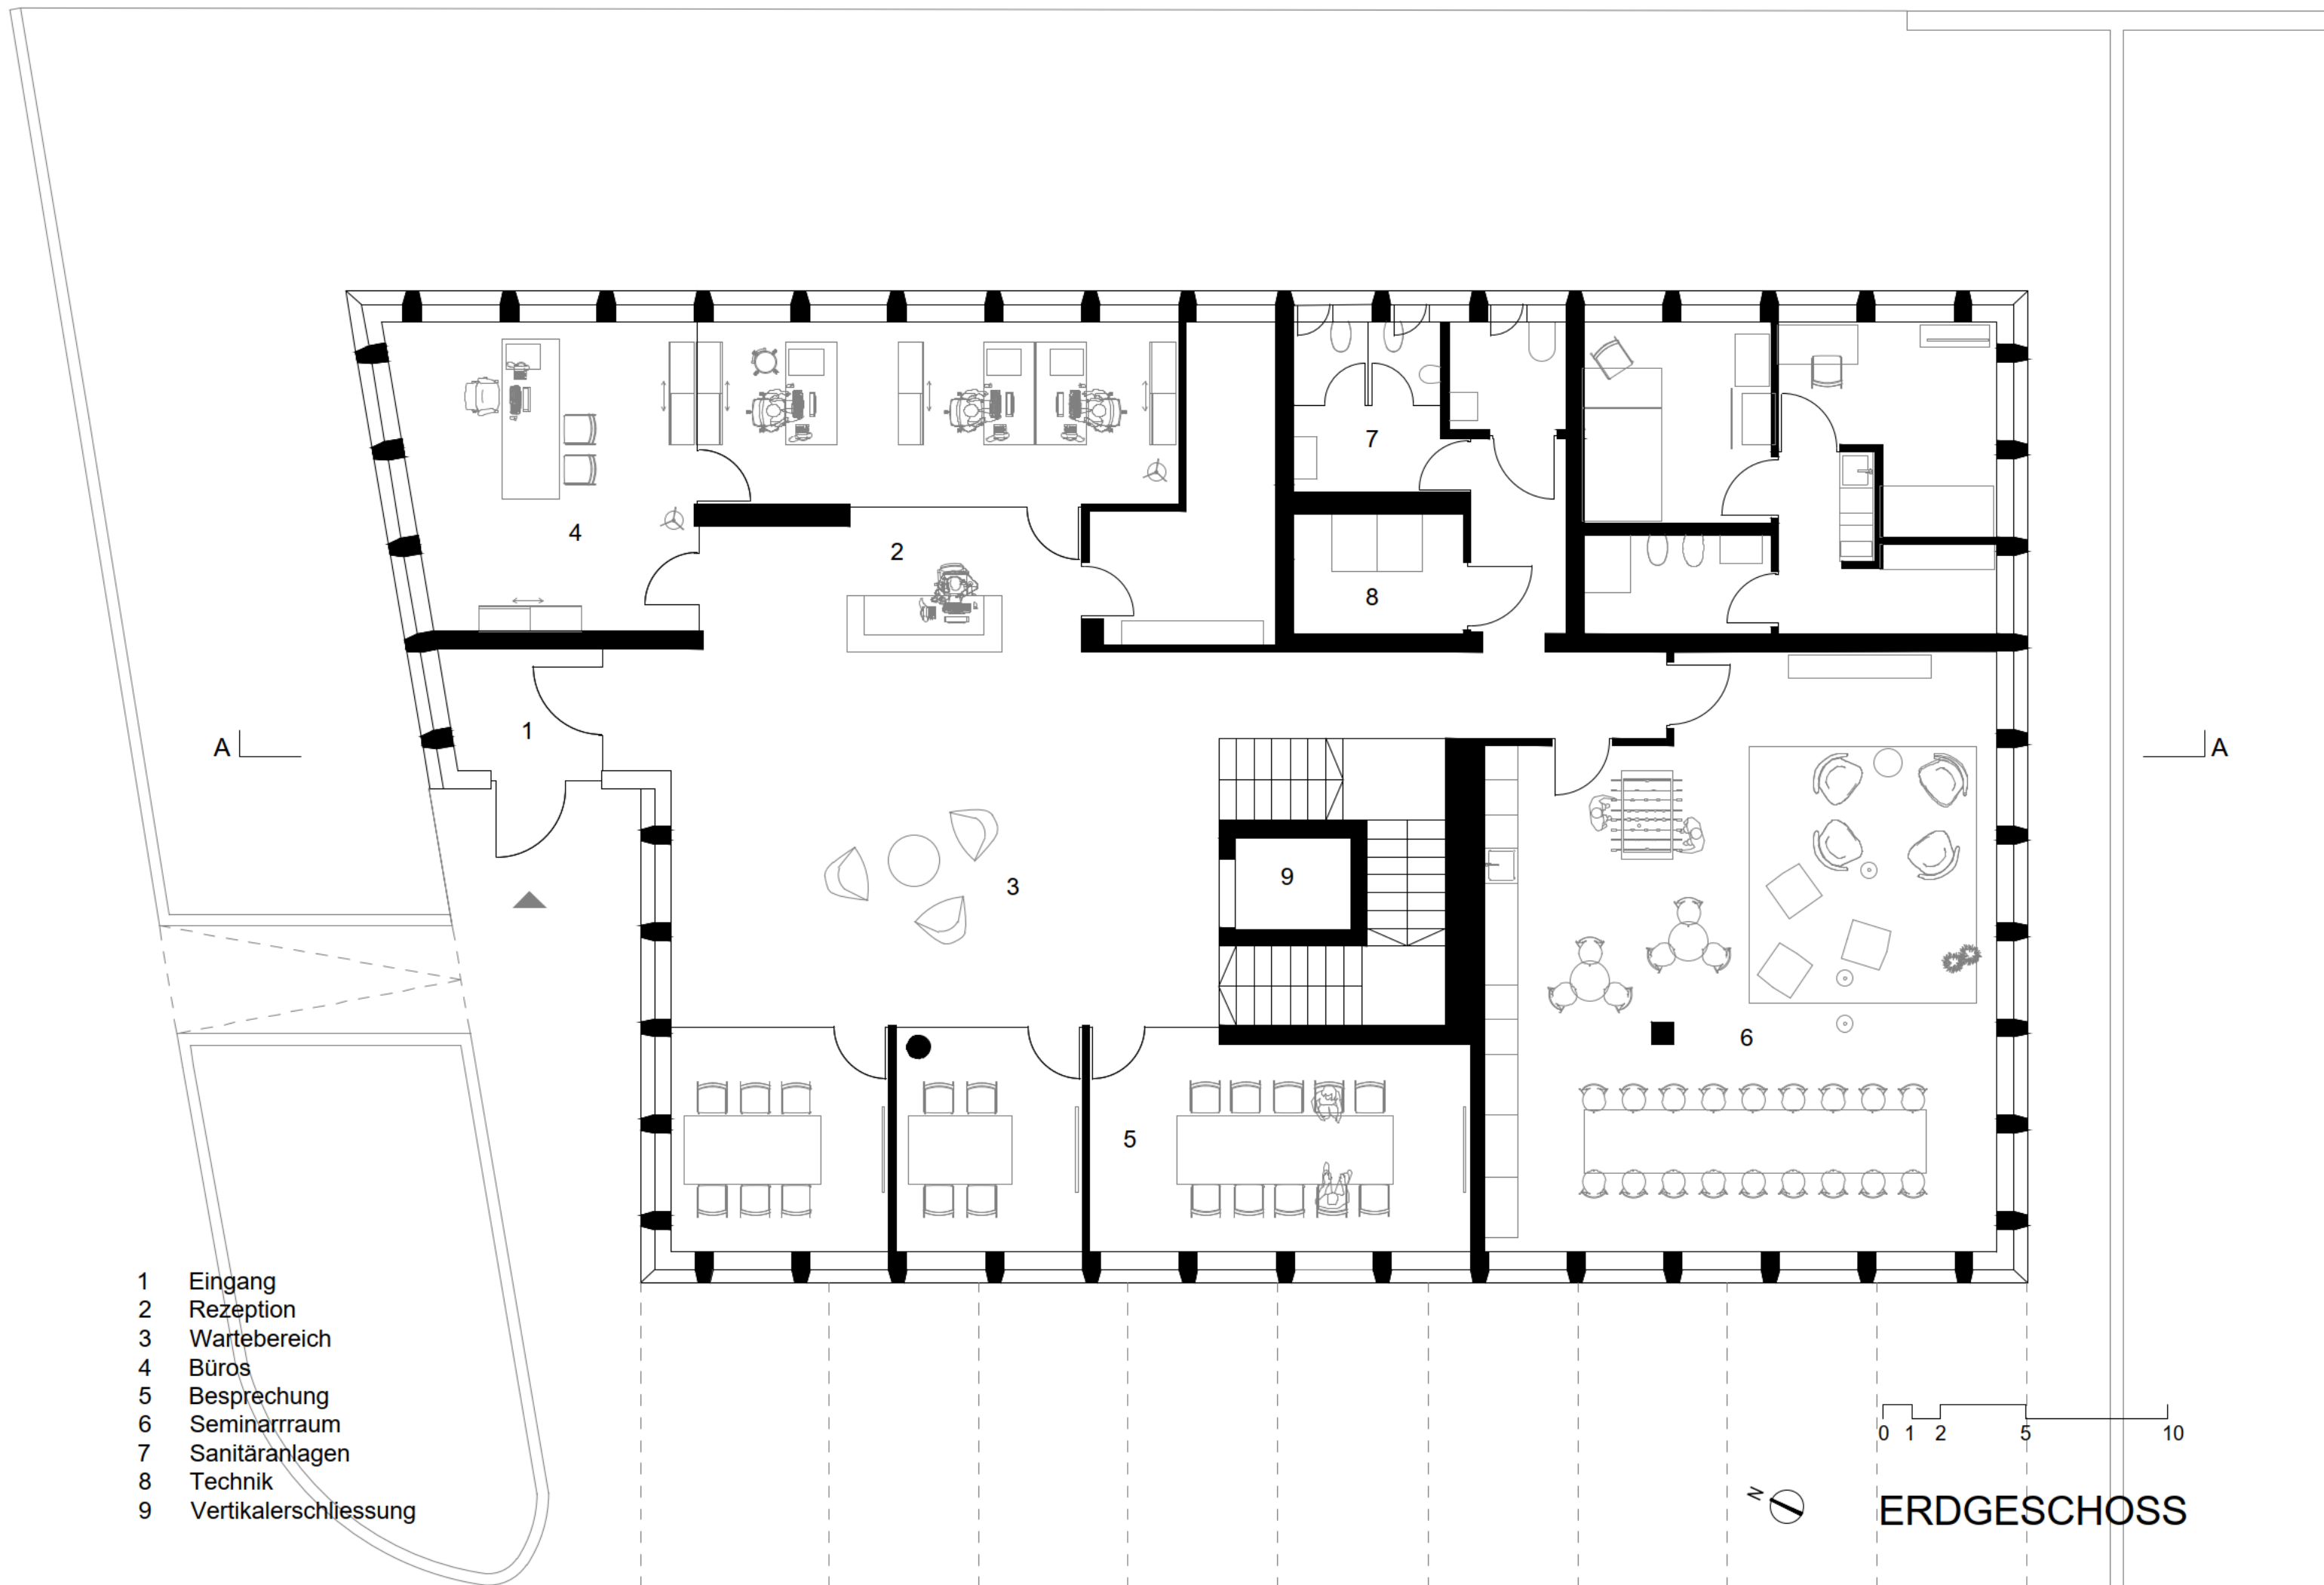 4
2
7
8
1
A
A
3
9
6
5
1 Eingang
2 Rezeption
3 Wartebereich
4 Büros
5 Besprechung
6 Seminarrraum
7 Sanitäranlagen
8 Technik
9 Vertikalerschliessung
0 1 2 5 10
N
ERDGESCHOSS